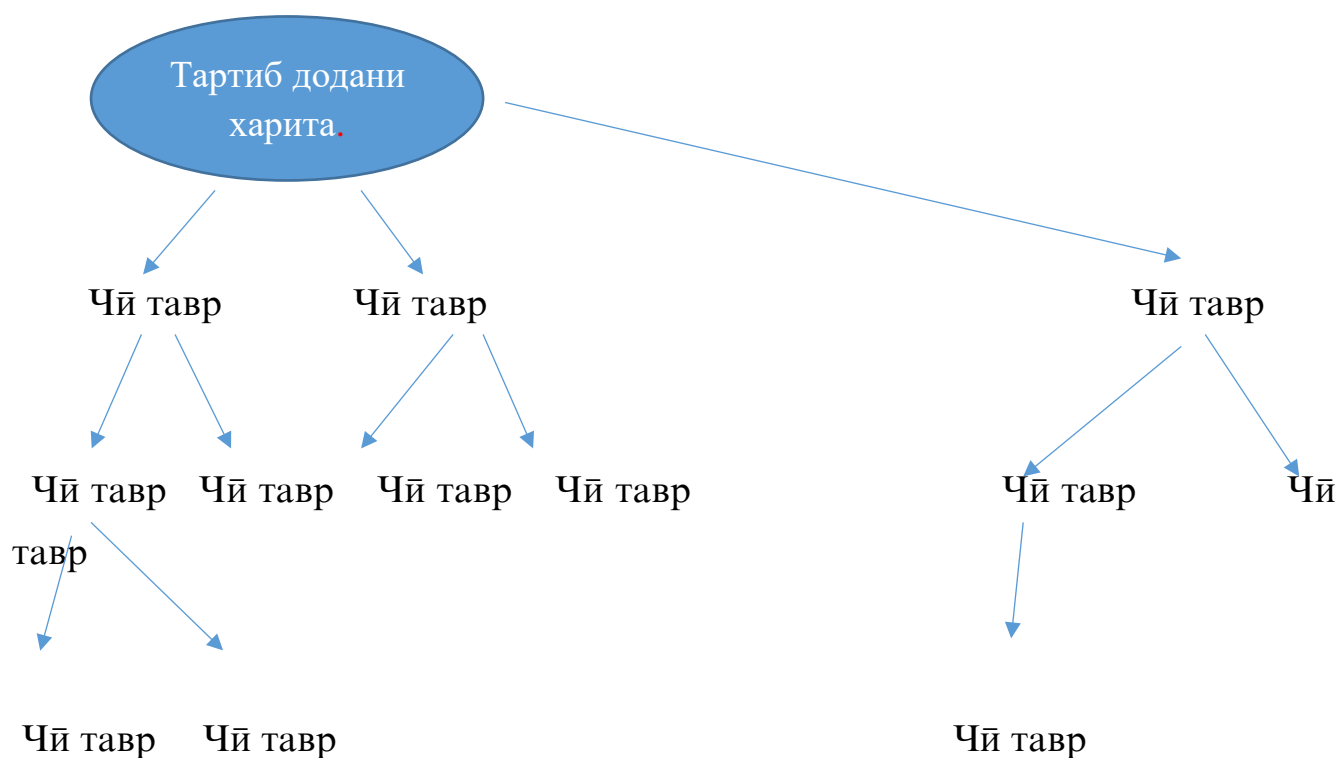 Тартиб додани
харита.
Чӣ тавр Чӣ тавр Чӣ тавр
Чӣ тавр Чӣ тавр Чӣ тавр Чӣ тавр Чӣ тавр Чӣ
тавр
Чӣ тавр Чӣ тавр Чӣ тавр